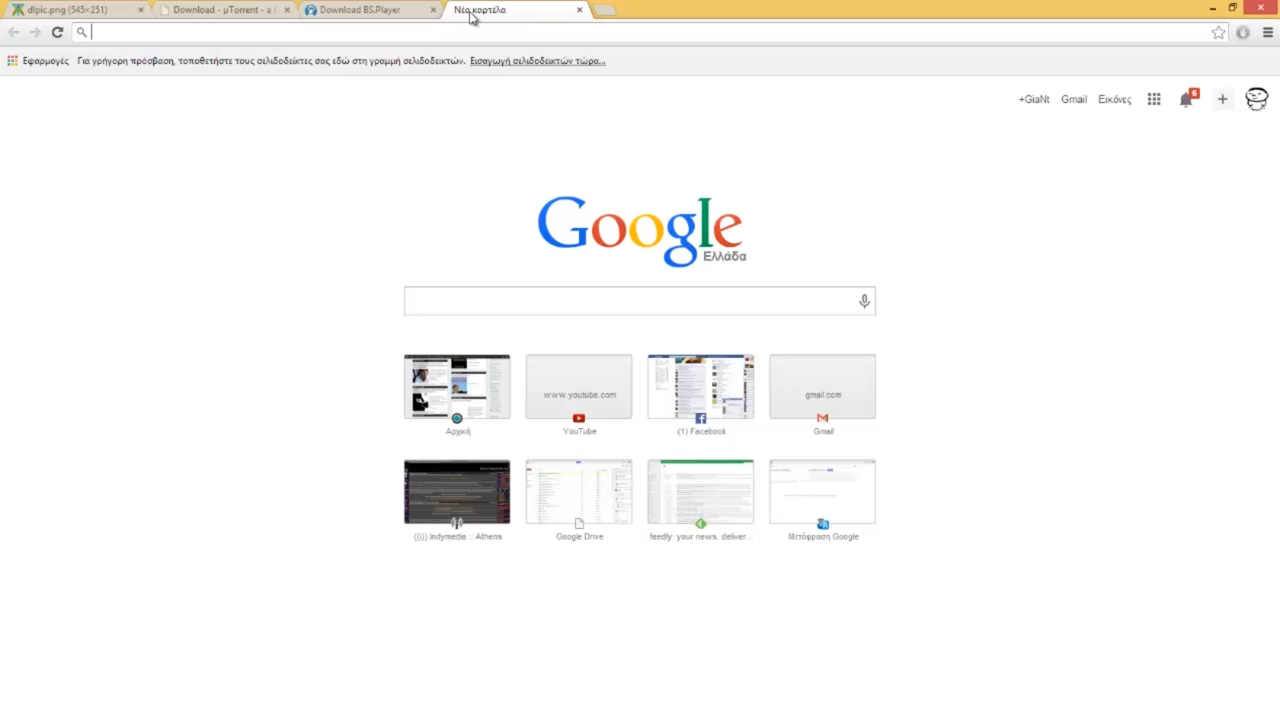 dlpic.png (545×251)
Download - µTorrent - a
Download BS.Player
Νέα καρτέλα
Εφαρμογές Για γρήγορη πρόσβαση, τοποθετήστε τους σελιδοδείκτες σας εδώ στη γραμμή σελιδοδεικτών. Εισαγωγή σελιδοδεικτών τώρα...
+GiaNt Gmail Εικόνες 6
Google
Ελλάδα
www.youtube.com
gmail.com
Αρχική
YouTube
(1) Facebook
Gmail
((i)) Indymedia :: Athens
Google Drive
feedly. your news. deliver...
Μετάφραση Google